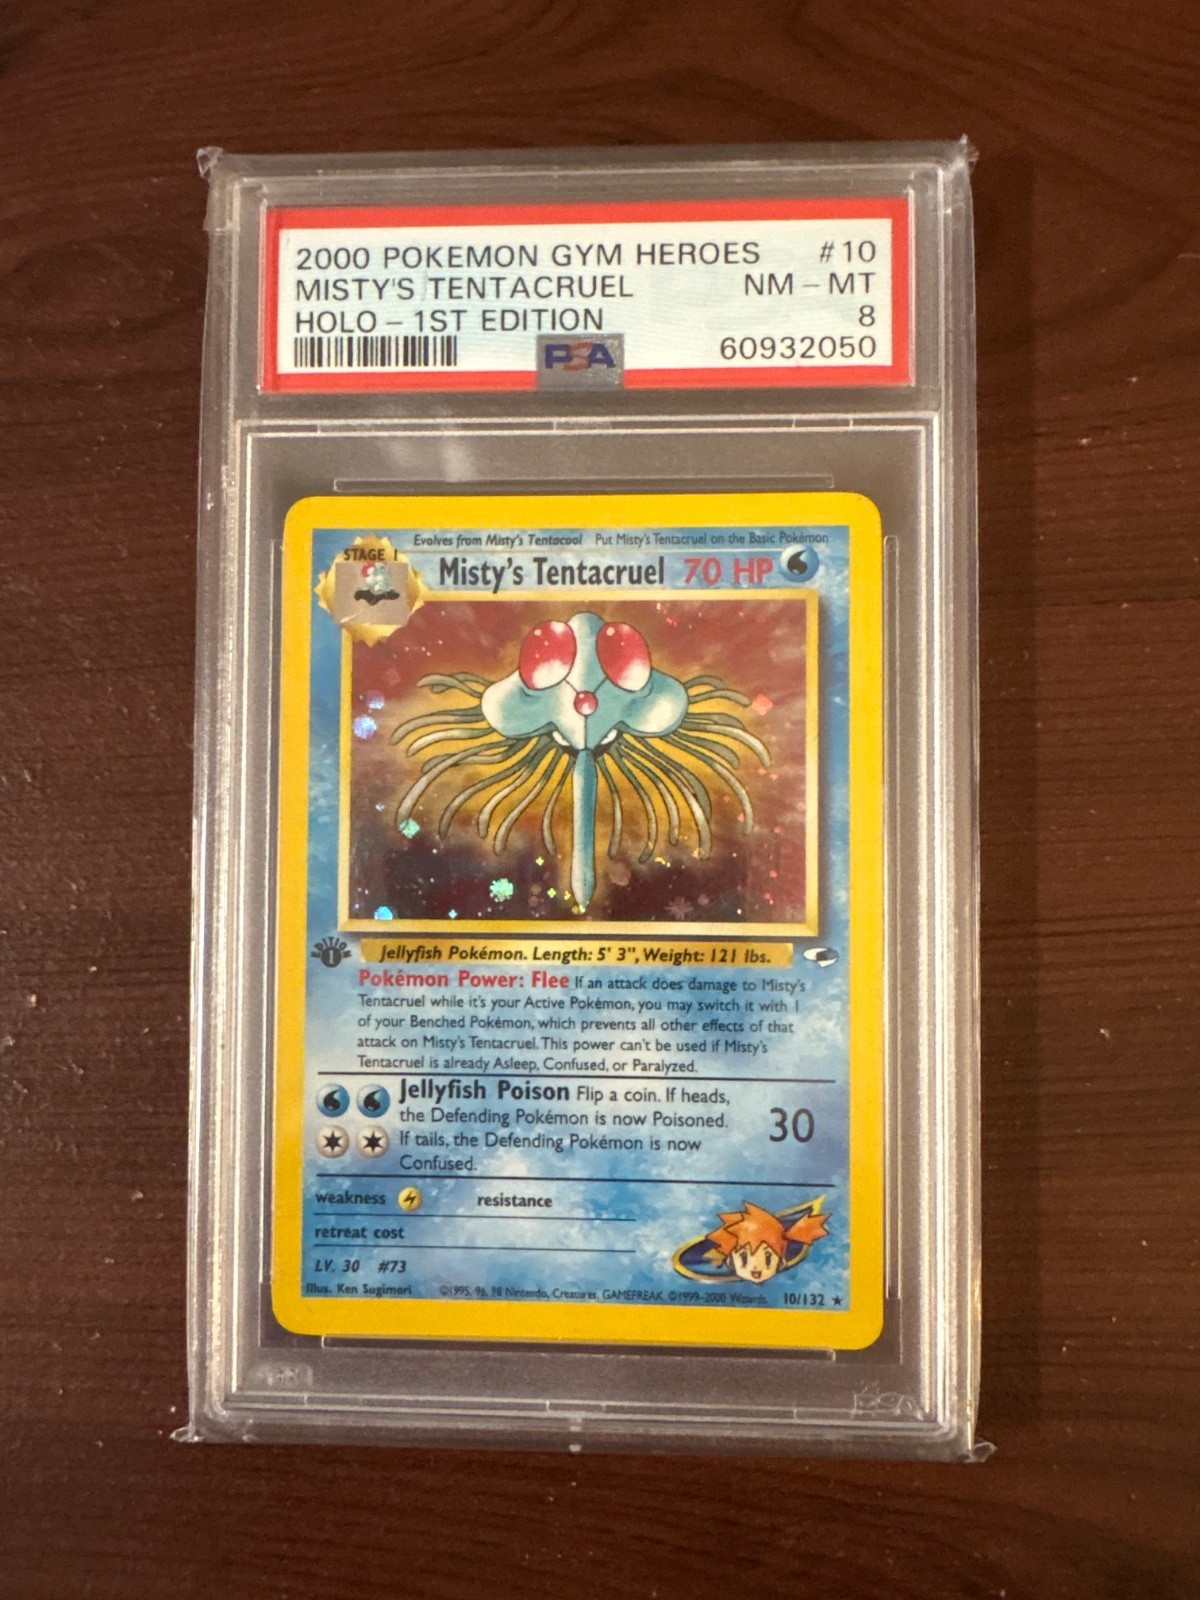 2000 POKEMON GYM HEROES #10
MISTY'S TENTACRUEL NM - MT
HOLO - 1ST EDITION 8
PSA 60932050
Evolves from Misty's Tentacool Put Misty's Tentacruel on the Basic Pokémon
STAGE 1
Misty's Tentacruel 70 HP
EDITION
1
Jellyfish Pokémon. Length: 5' 3", Weight: 121 lbs.
Pokémon Power: Flee If an attack does damage to Misty's
Tentacruel while it's your Active Pokémon, you may switch it with 1
of your Benched Pokémon, which prevents all other effects of that
attack on Misty's Tentacruel. This power can't be used if Misty's
Tentacruel is already Asleep, Confused, or Paralyzed.
Jellyfish Poison Flip a coin. If heads,
the Defending Pokémon is now Poisoned.
If tails, the Defending Pokémon is now
Confused.
30
weakness resistance
retreat cost
LV. 30 #73
Illus. Ken Sugimori ©1995, 96, 98 Nintendo, Creatures, GAMEFREAK. ©1999-2000 Wizards. 10/132 ★